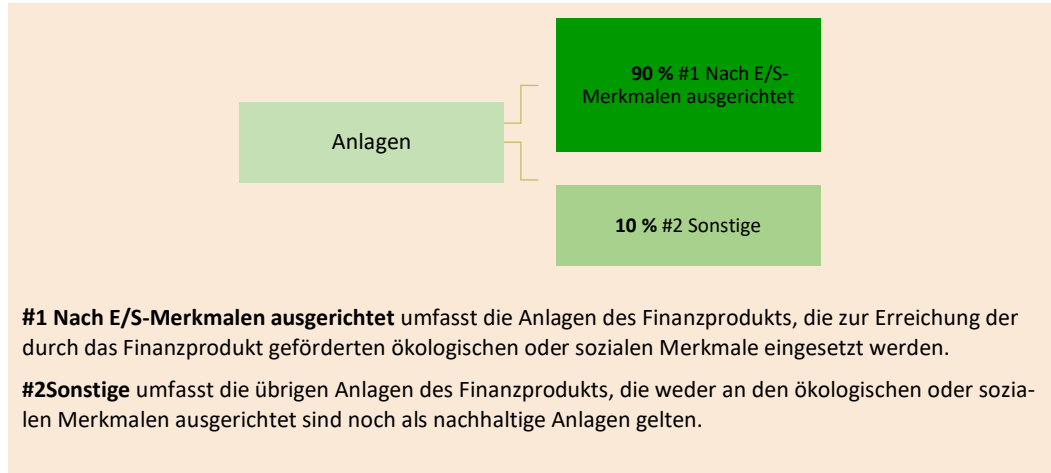 90 % #1 Nach E/S-
Merkmalen ausgerichtet
Anlagen
10 % #2 Sonstige
#1 Nach E/S-Merkmalen ausgerichtet umfasst die Anlagen des Finanzprodukts, die zur Erreichung der
durch das Finanzprodukt geförderten ökologischen oder sozialen Merkmale eingesetzt werden.
#2Sonstige umfasst die übrigen Anlagen des Finanzprodukts, die weder an den ökologischen oder sozia-
len Merkmalen ausgerichtet sind noch als nachhaltige Anlagen gelten.